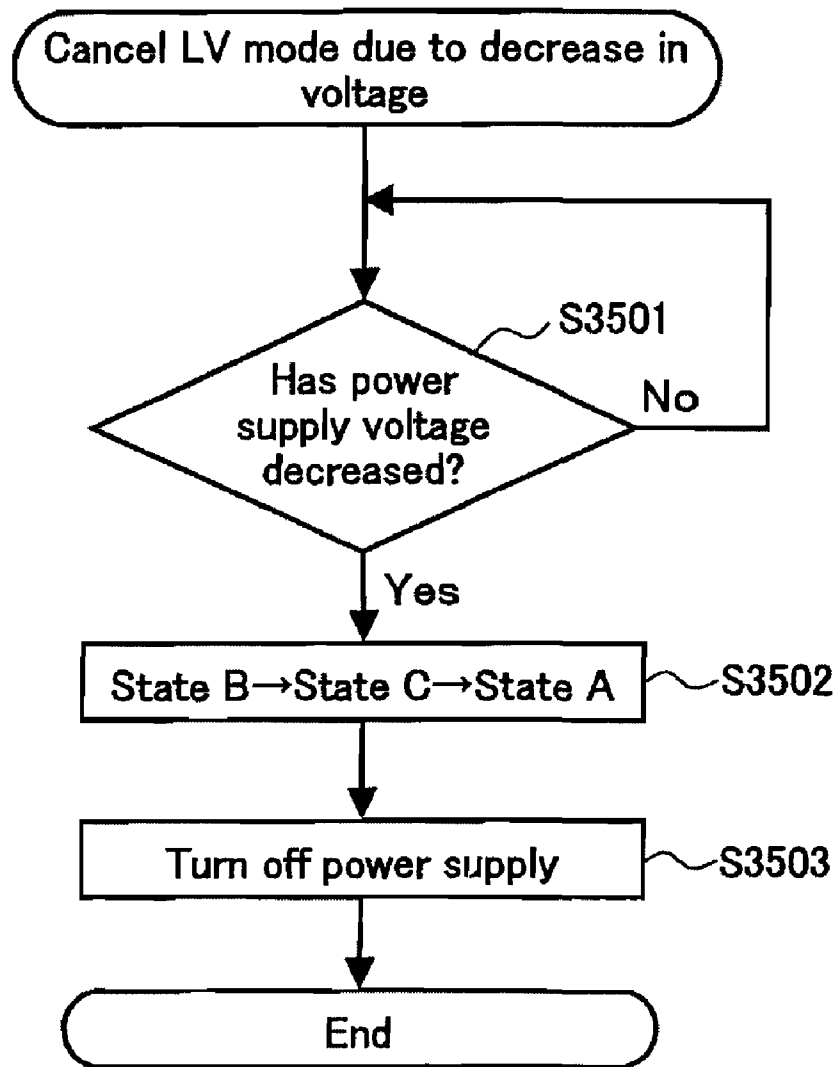 Cancel LV mode due to decrease in
voltage
S3501
Has power
supply voltage
decreased?
No
Yes
State B→State C→State A
S3502
Turn off power supply
S3503
End